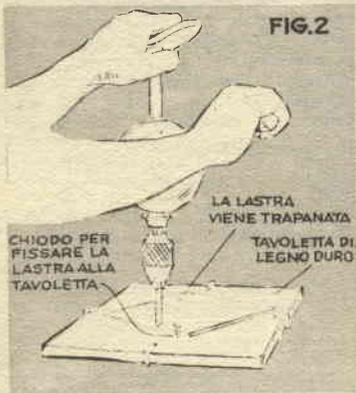 FIG.2
LA LASTRA
VIENE TRAPANATA
CHIODO PER
FISSARE LA
LASTRA ALLA
TAVOLETTA
TAVOLETTA DI
LEGNO DURO